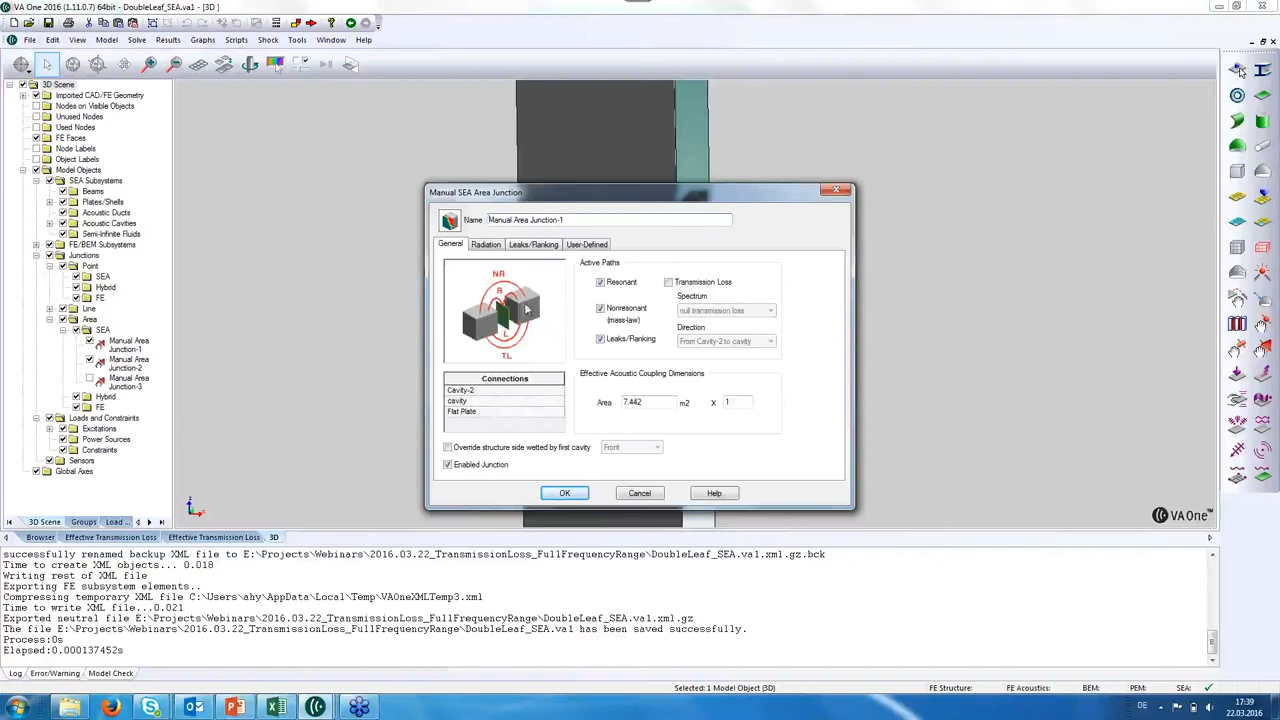 VA One 2016 (1.11.0.7) 64bit - DoubleLeaf_SEA.va1 - [3D ]
File Edit View Model Solve Results Graphs Scripts Shock Tools Window Help
3D Scene
Imported CAD/FE Geometry
Nodes on Visible Objects
Unused Nodes
Used Nodes
FE Faces
Node Labels
Object Labels
Model Objects
SEA Subsystems
Beams
Plates/Shells
Acoustic Ducts
Acoustic Cavities
Semi-Infinite Fluids
FE/BEM Subsystems
Junctions
Point
SEA
Hybrid
FE
Line
Area
SEA
Manual Area
Junction-1
Manual Area
Junction-2
Manual Area
Junction-3
Hybrid
FE
Loads and Constraints
Excitations
Power Sources
Constraints
Sensors
Global Axes
3D Scene Groups Load ...
Manual SEA Area Junction
Name Manual Area Junction-1
General Radiation Leaks/Flanking User-Defined
NR
R
L
TL
Active Paths
Resonant Transmission Loss
Nonresonant
(mass-law)
Spectrum
null transmission loss
Direction
Leaks/Flanking From Cavity-2 to cavity
Connections
Cavity-2
cavity
Flat Plate
Effective Acoustic Coupling Dimensions
Area 7.442 m2 X 1
Override structure side wetted by first cavity Front
Enabled Junction
OK Cancel Help
VA One
Browser Effective Transmission Loss Effective Transmission Loss 3D
successfully renamed backup XML file to E:\Projects\Webinars\2016.03.22_TransmissionLoss_FullFrequencyRange\DoubleLeaf_SEA.va1.xml.gz.bck
Time to create XML objects... 0.018
Writing rest of XML file
Exporting FE subsystem elements..
Compressing temporary XML file C:\Users\ahy\AppData\Local\Temp\VAOneXMLTemp3.xml
Time to write XML file...0.021
Exported neutral file E:\Projects\Webinars\2016.03.22_TransmissionLoss_FullFrequencyRange\DoubleLeaf_SEA.va1.xml.gz
The file E:\Projects\Webinars\2016.03.22_TransmissionLoss_FullFrequencyRange\DoubleLeaf_SEA.va1 has been saved successfully.
Process:0s
Elapsed:0.000137452s
Log Error/Warning Model Check
Selected: 1 Model Object (3D) FE Structure: FE Acoustics: BEM: PEM: SEA:
DE 17:39
22.03.2016